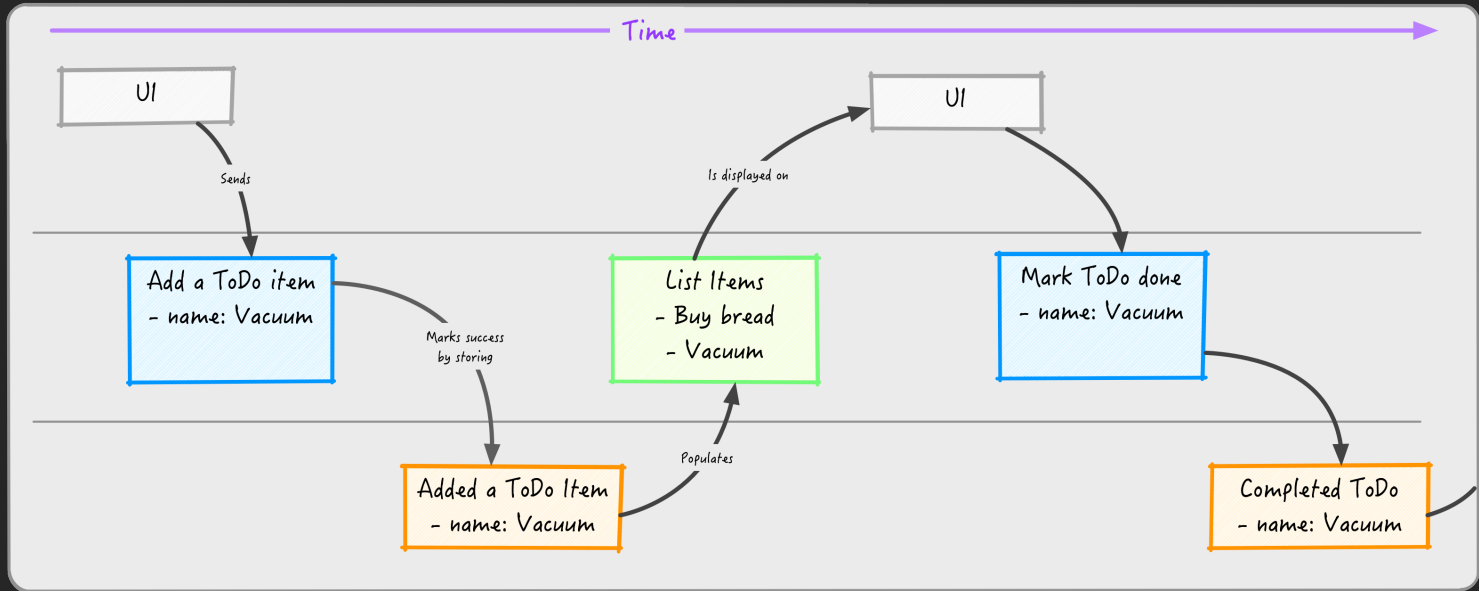 Time
UI
Sends
Add a ToDo item
- name: Vacuum
Marks success
by storing
Added a ToDo Item
- name: Vacuum
Populates
List Items
- Buy bread
- Vacuum
Is displayed on
UI
Mark ToDo done
- name: Vacuum
Completed ToDo
- name: Vacuum